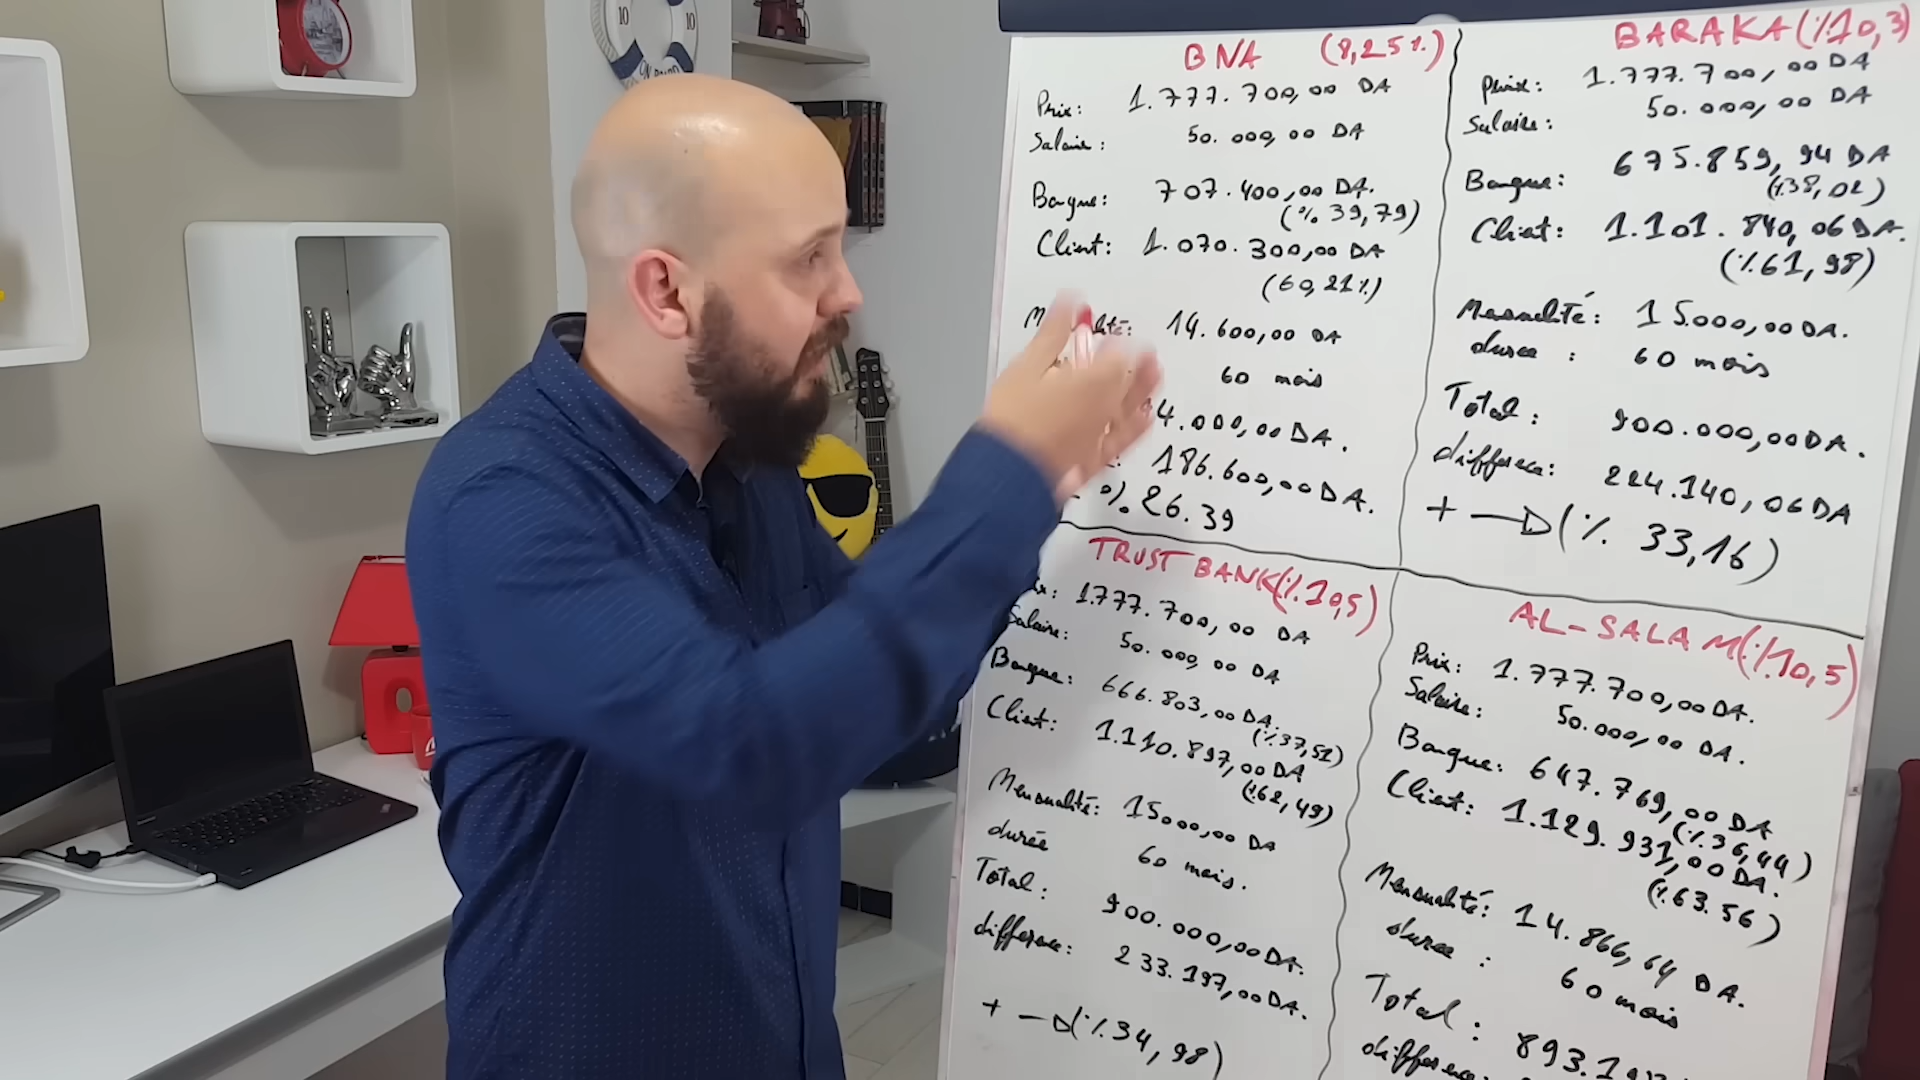 BNA (8,25%)
Prix: 1.777.700,00 DA
Salaire: 50.000,00 DA
Banque: 707.400,00 DA.
(% 39,79)
Client: 1.070.300,00 DA
(60,21%)
14.600,00 DA
60 mois
4.000,00 DA.
186.600,00 DA.
%26.39
BARAKA (%10,3)
Prix: 1.777.700,00 DA
Salaire: 50.000,00 DA
Banque: 675.859,94 DA
(%38,02)
Client: 1.101.840,06 DA.
(%61,98)
Mensualité: 15000,00 DA.
duree : 60 mois
Total: 900.000,00 DA.
difference: 224.140,06 DA
+ (% 33,16)
TRUST BANK (%10,5)
1.777.700,00 DA
Salaire: 50.000,00 DA
Banque: 666.803,00 DA.
(%37,51)
Client: 1.110.897,00 DA
(%62,49)
Mensualité: 15000,00 DA
durée 60 mois.
Total: 900.000,00 DA.
difference: 233.197,00 DA.
+ (%34,98)
AL-SALAM (%10,5)
Prix: 1.777.700,00 DA.
Salaire: 50.000,00 DA.
Banque: 647.769,00 DA
(%36,44)
Client: 1.129.931,00 DA.
(%63.56)
Mensualité: 14.866,64 DA.
duree : 60 mois
Total :
difference:
10
10